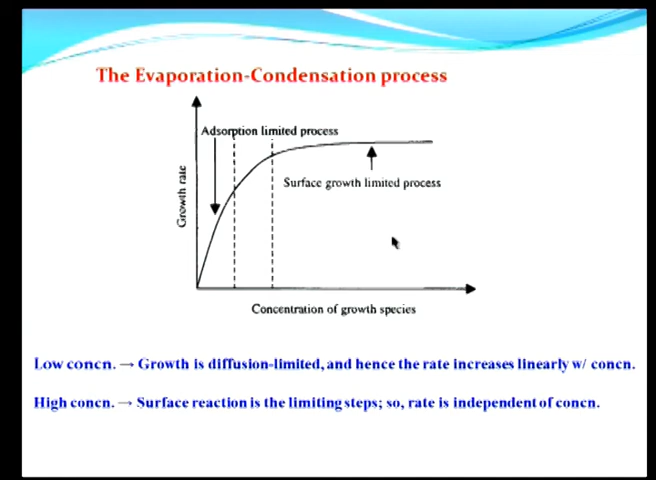 The Evaporation-Condensation process
Adsorption limited process
Surface growth limited process
Growth rate
Concentration of growth species
Low concn. → Growth is diffusion-limited, and hence the rate increases linearly w/ concn.
High concn. → Surface reaction is the limiting steps; so, rate is independent of concn.